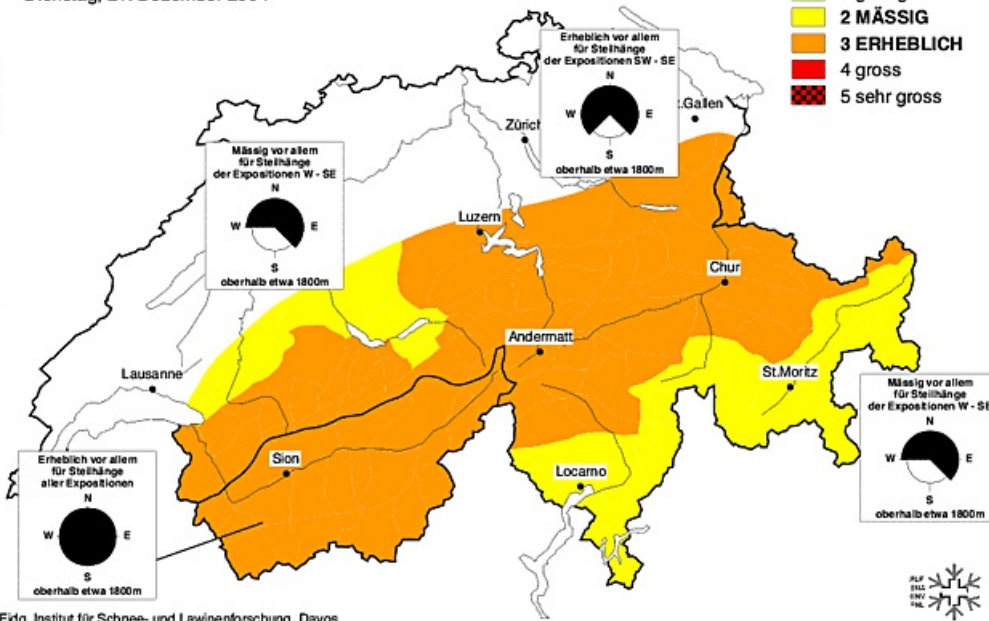 2 MÄSSIG
3 ERHEBLICH
4 gross
5 sehr gross
Erheblich vor allem
für Steilhänge
der Expositionen SW - SE
N
W E
S
oberhalb etwa 1800m
Zürich
.Gallen
Mässig vor allem
für Steilhänge
der Expositionen W - SE
N
W E
S
oberhalb etwa 1800m
Luzern
Chur
Andermatt
Lausanne
St.Moritz
Mässig vor allem
für Steilhänge
der Expositionen W - SE
N
W E
S
oberhalb etwa 1800m
Sion
Locarno
Erheblich vor allem
für Steilhänge
aller Expositionen
N
W E
S
oberhalb etwa 1800m
SLF
Eidg. Institut für Schnee- und Lawinenforschung, Davos